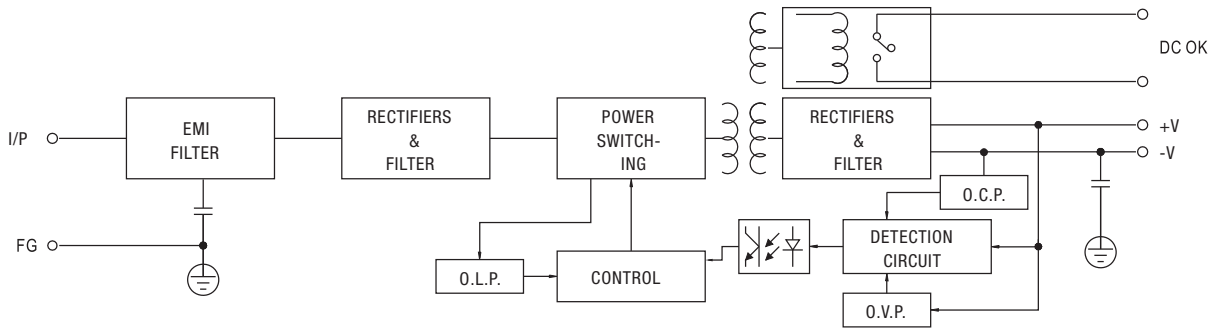 DC OK
I/P
EMI
FILTER
RECTIFIERS
&
FILTER
POWER
SWITCH-
ING
RECTIFIERS
&
FILTER
+V
-V
O.C.P.
FG
O.L.P.
CONTROL
DETECTION
CIRCUIT
O.V.P.